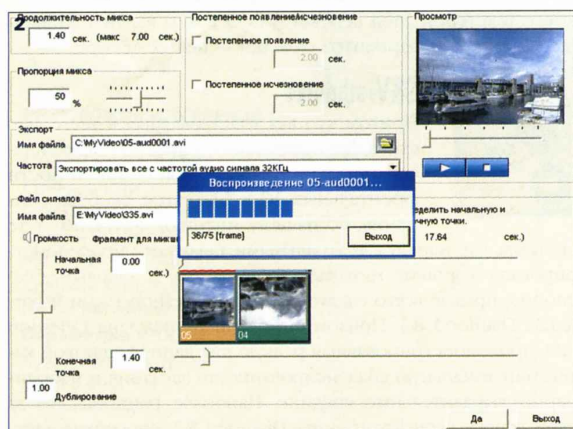 2
Продолжительность микса
1.40 сек. (макс 7.00 сек.)
Постепенное появление/исчезновение
Постепенное появление
2.00 сек.
Постепенное исчезновение
2.00 сек.
Просмотр
Пропорция микса
50 %
Экспорт
Имя файла C:\MyVideo\05-aud0001.avi
Частота Экспортировать все с частотой аудио сигнала 32КГц
Воспроизведение 05-aud0001...
36/75 [frame] Выход
Файл сигналов
Имя файла E:\MyVideo\335.avi
еделить начальную и
ечную точки.
Громкость Фрагмент для микши
17.64 сек.)
Начальная точка 0.00 сек.)
05 04
Конечная точка 1.40 сек.
1.00 Дублирование
Да Выход